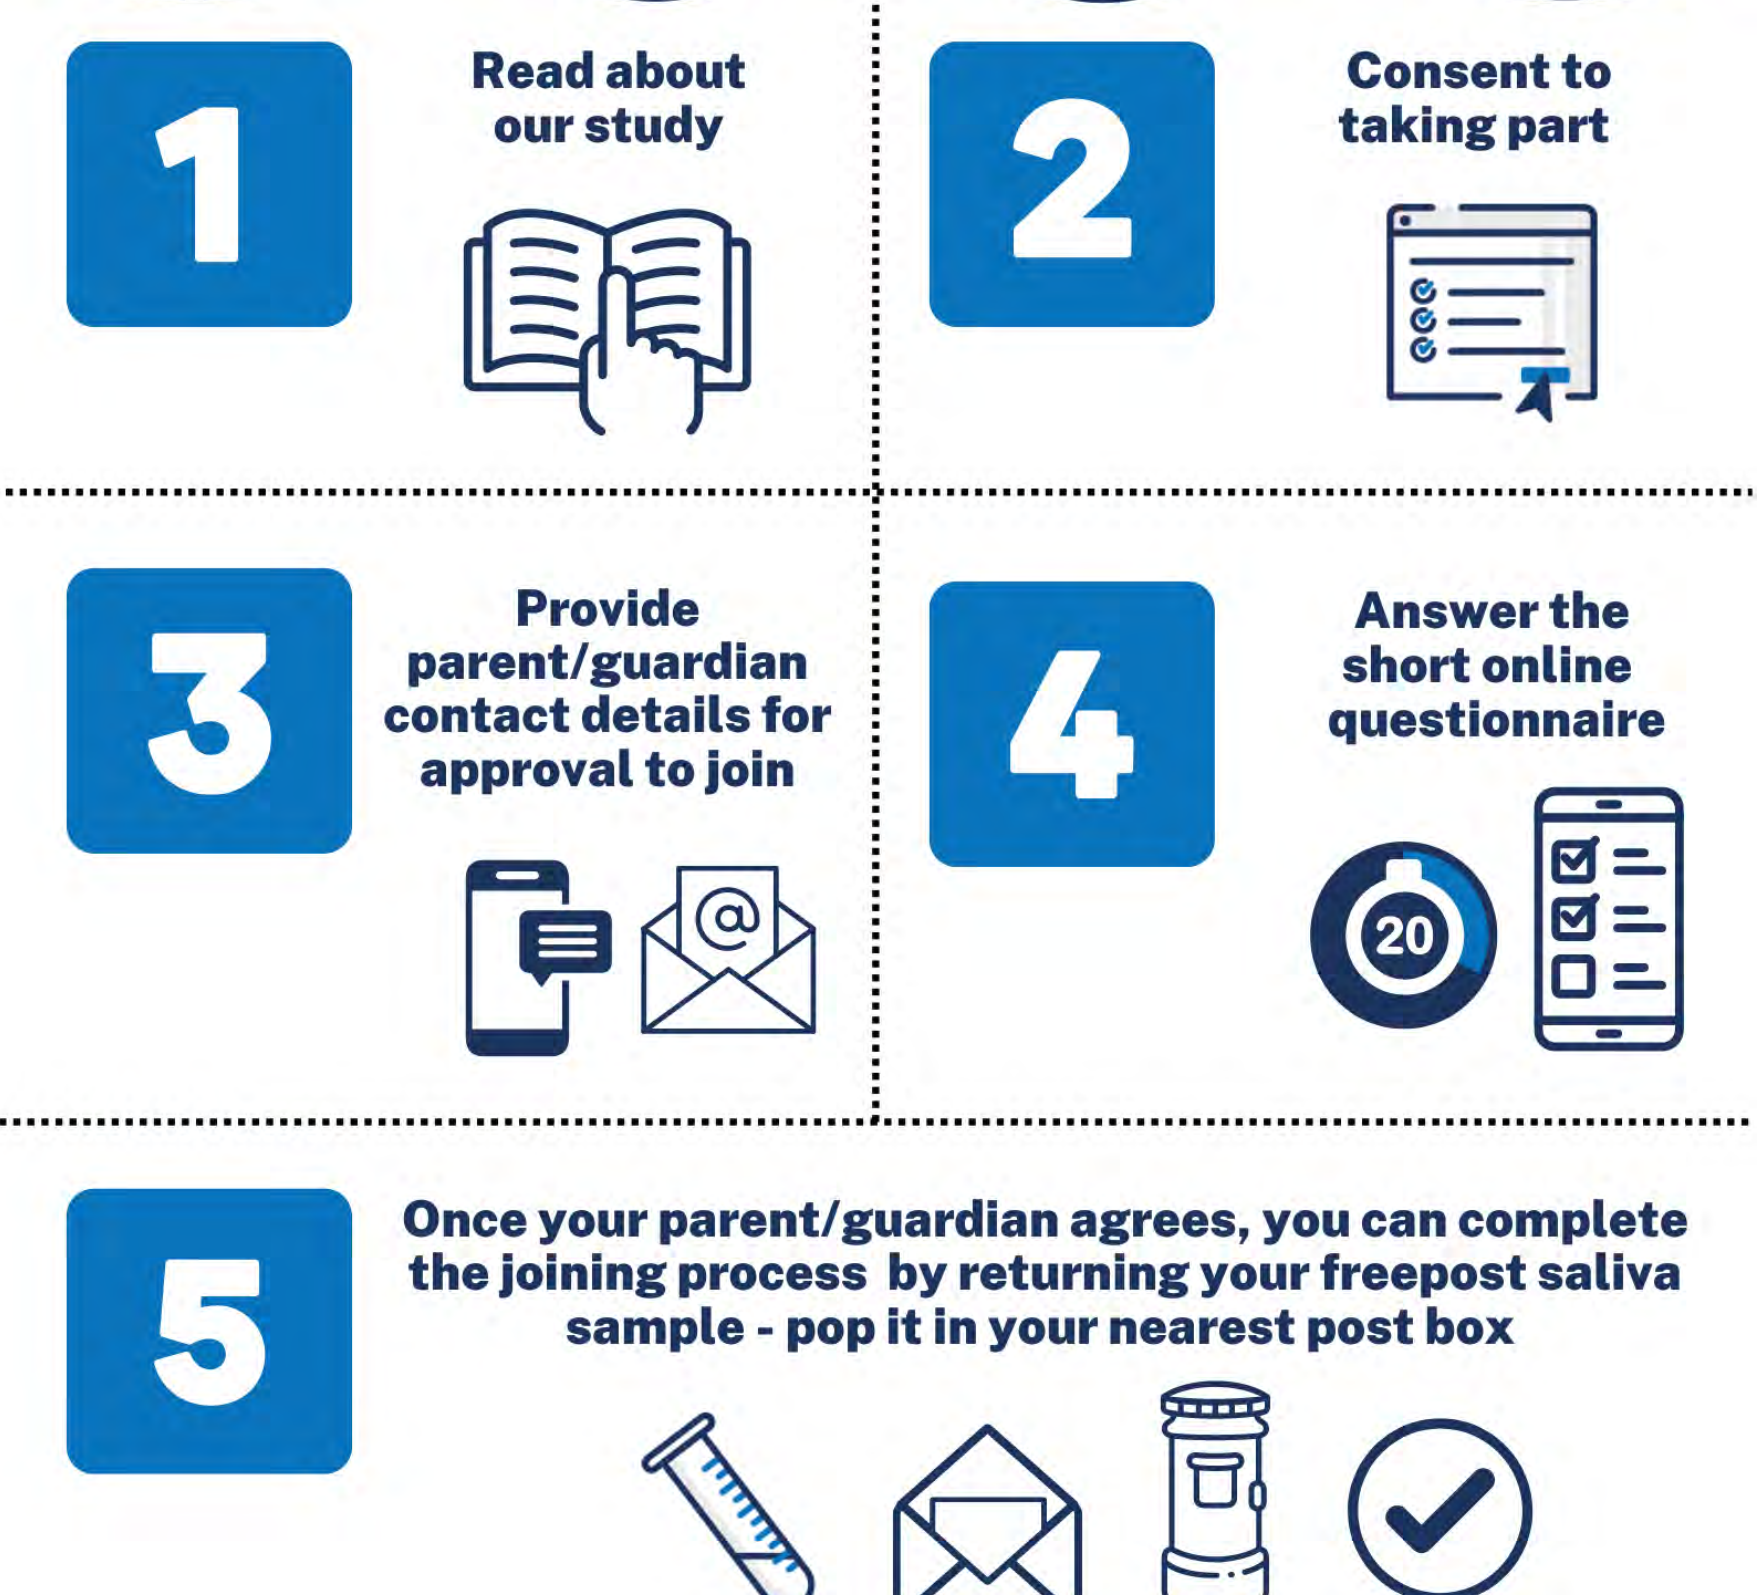 1
Read about
our study
2
Consent to
taking part
3
Provide
parent/guardian
contact details for
approval to join
@
4
Answer the
short online
questionnaire
20
5
Once your parent/guardian agrees, you can complete
the joining process by returning your freepost saliva
sample - pop it in your nearest post box